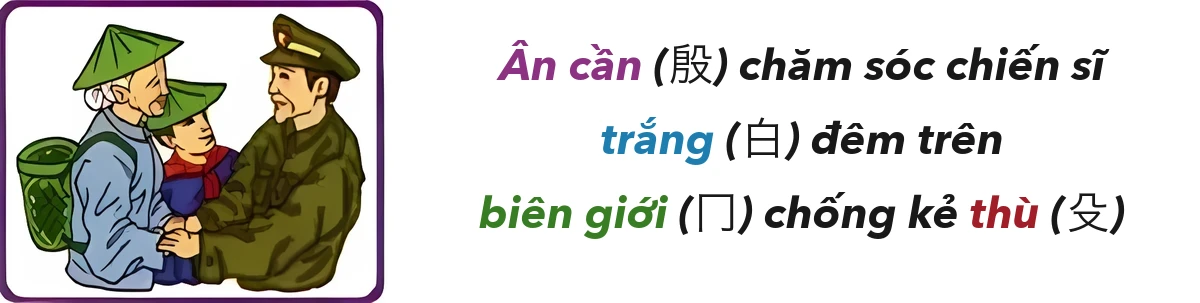 Ân cần (殷) chăm sóc chiến sĩ
trắng (白) đêm trên
biên giới (冂) chống kẻ thù (殳)